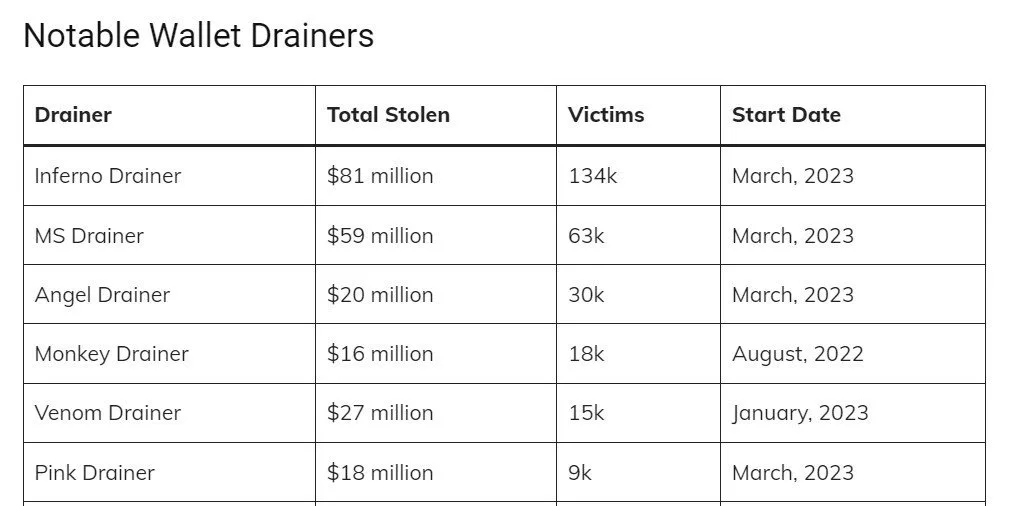 Notable Wallet Drainers
Drainer Total Stolen Victims Start Date
Inferno Drainer $81 million 134k March, 2023
MS Drainer $59 million 63k March, 2023
Angel Drainer $20 million 30k March, 2023
Monkey Drainer $16 million 18k August, 2022
Venom Drainer $27 million 15k January, 2023
Pink Drainer $18 million 9k March, 2023